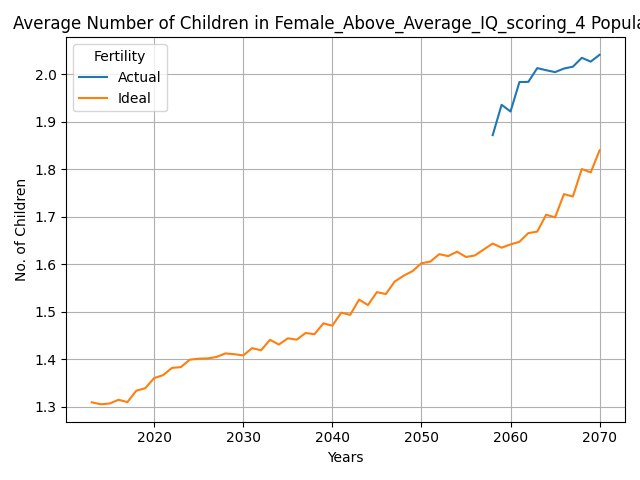 Average Number of Children in Female_Above_Average_IQ_scoring_4 Popula
Fertility
Actual
Ideal
No. of Children
2.0
1.9
1.8
1.7
1.6
1.5
1.4
1.3
2020 2030 2040 2050 2060 2070
Years